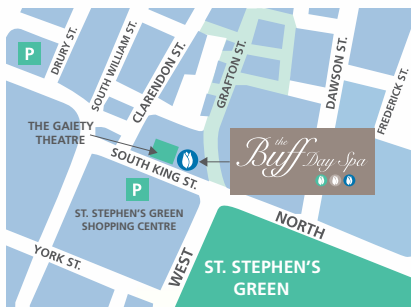 P
DRURY ST.
SOUTH WILLIAM ST.
CLARENDON ST.
GRAFTON ST.
DAWSON ST.
FREDERICK ST.
THE GAIETY
THEATRE
SOUTH KING ST.
the
Buff Day Spa
P
ST. STEPHEN'S GREEN
SHOPPING CENTRE
NORTH
YORK ST.
WEST
ST. STEPHEN'S
GREEN